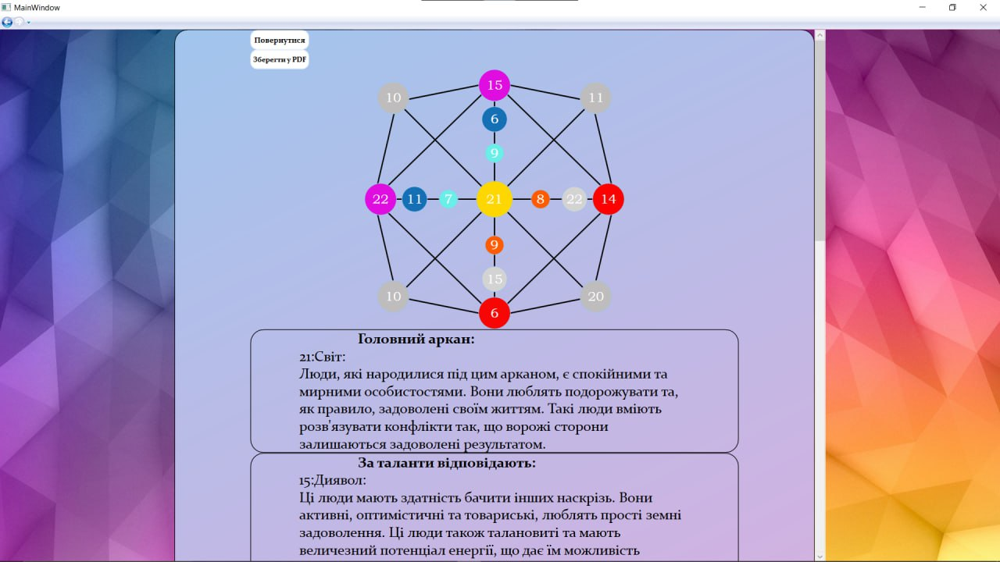 MainWindow
Повернутися
Зберегти у PDF
15
10
11
6
9
22 11 7 21 8 22 14
9
15
10
20
6
Головний аркан:
21:Світ:
Люди, які народилися під цим арканом, є спокійними та
мирними особистостями. Вони люблять подорожувати та,
як правило, задоволені своїм життям. Такі люди вміють
розв'язувати конфлікти так, що ворожі сторони
залишаються задоволені результатом.
За таланти відповідають:
15:Диявол:
Ці люди мають здатність бачити інших наскрізь. Вони
активні, оптимістичні та товариські, люблять прості земні
задоволення. Ці люди також талановиті та мають
величезний потенціал енергії, що дає їм можливість